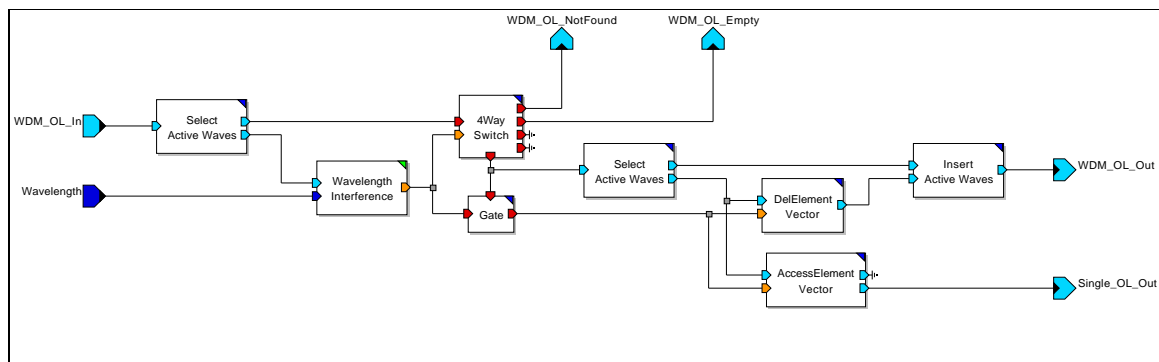 WDM_OL_NotFound
WDM_OL_Empty
WDM_OL_In
Select
Active Waves
4Way
Switch
Wavelength
Wavelength
Interference
Select
Active Waves
Insert
Active Waves
WDM_OL_Out
Gate
DelElement
Vector
AccessElement
Vector
Single_OL_Out